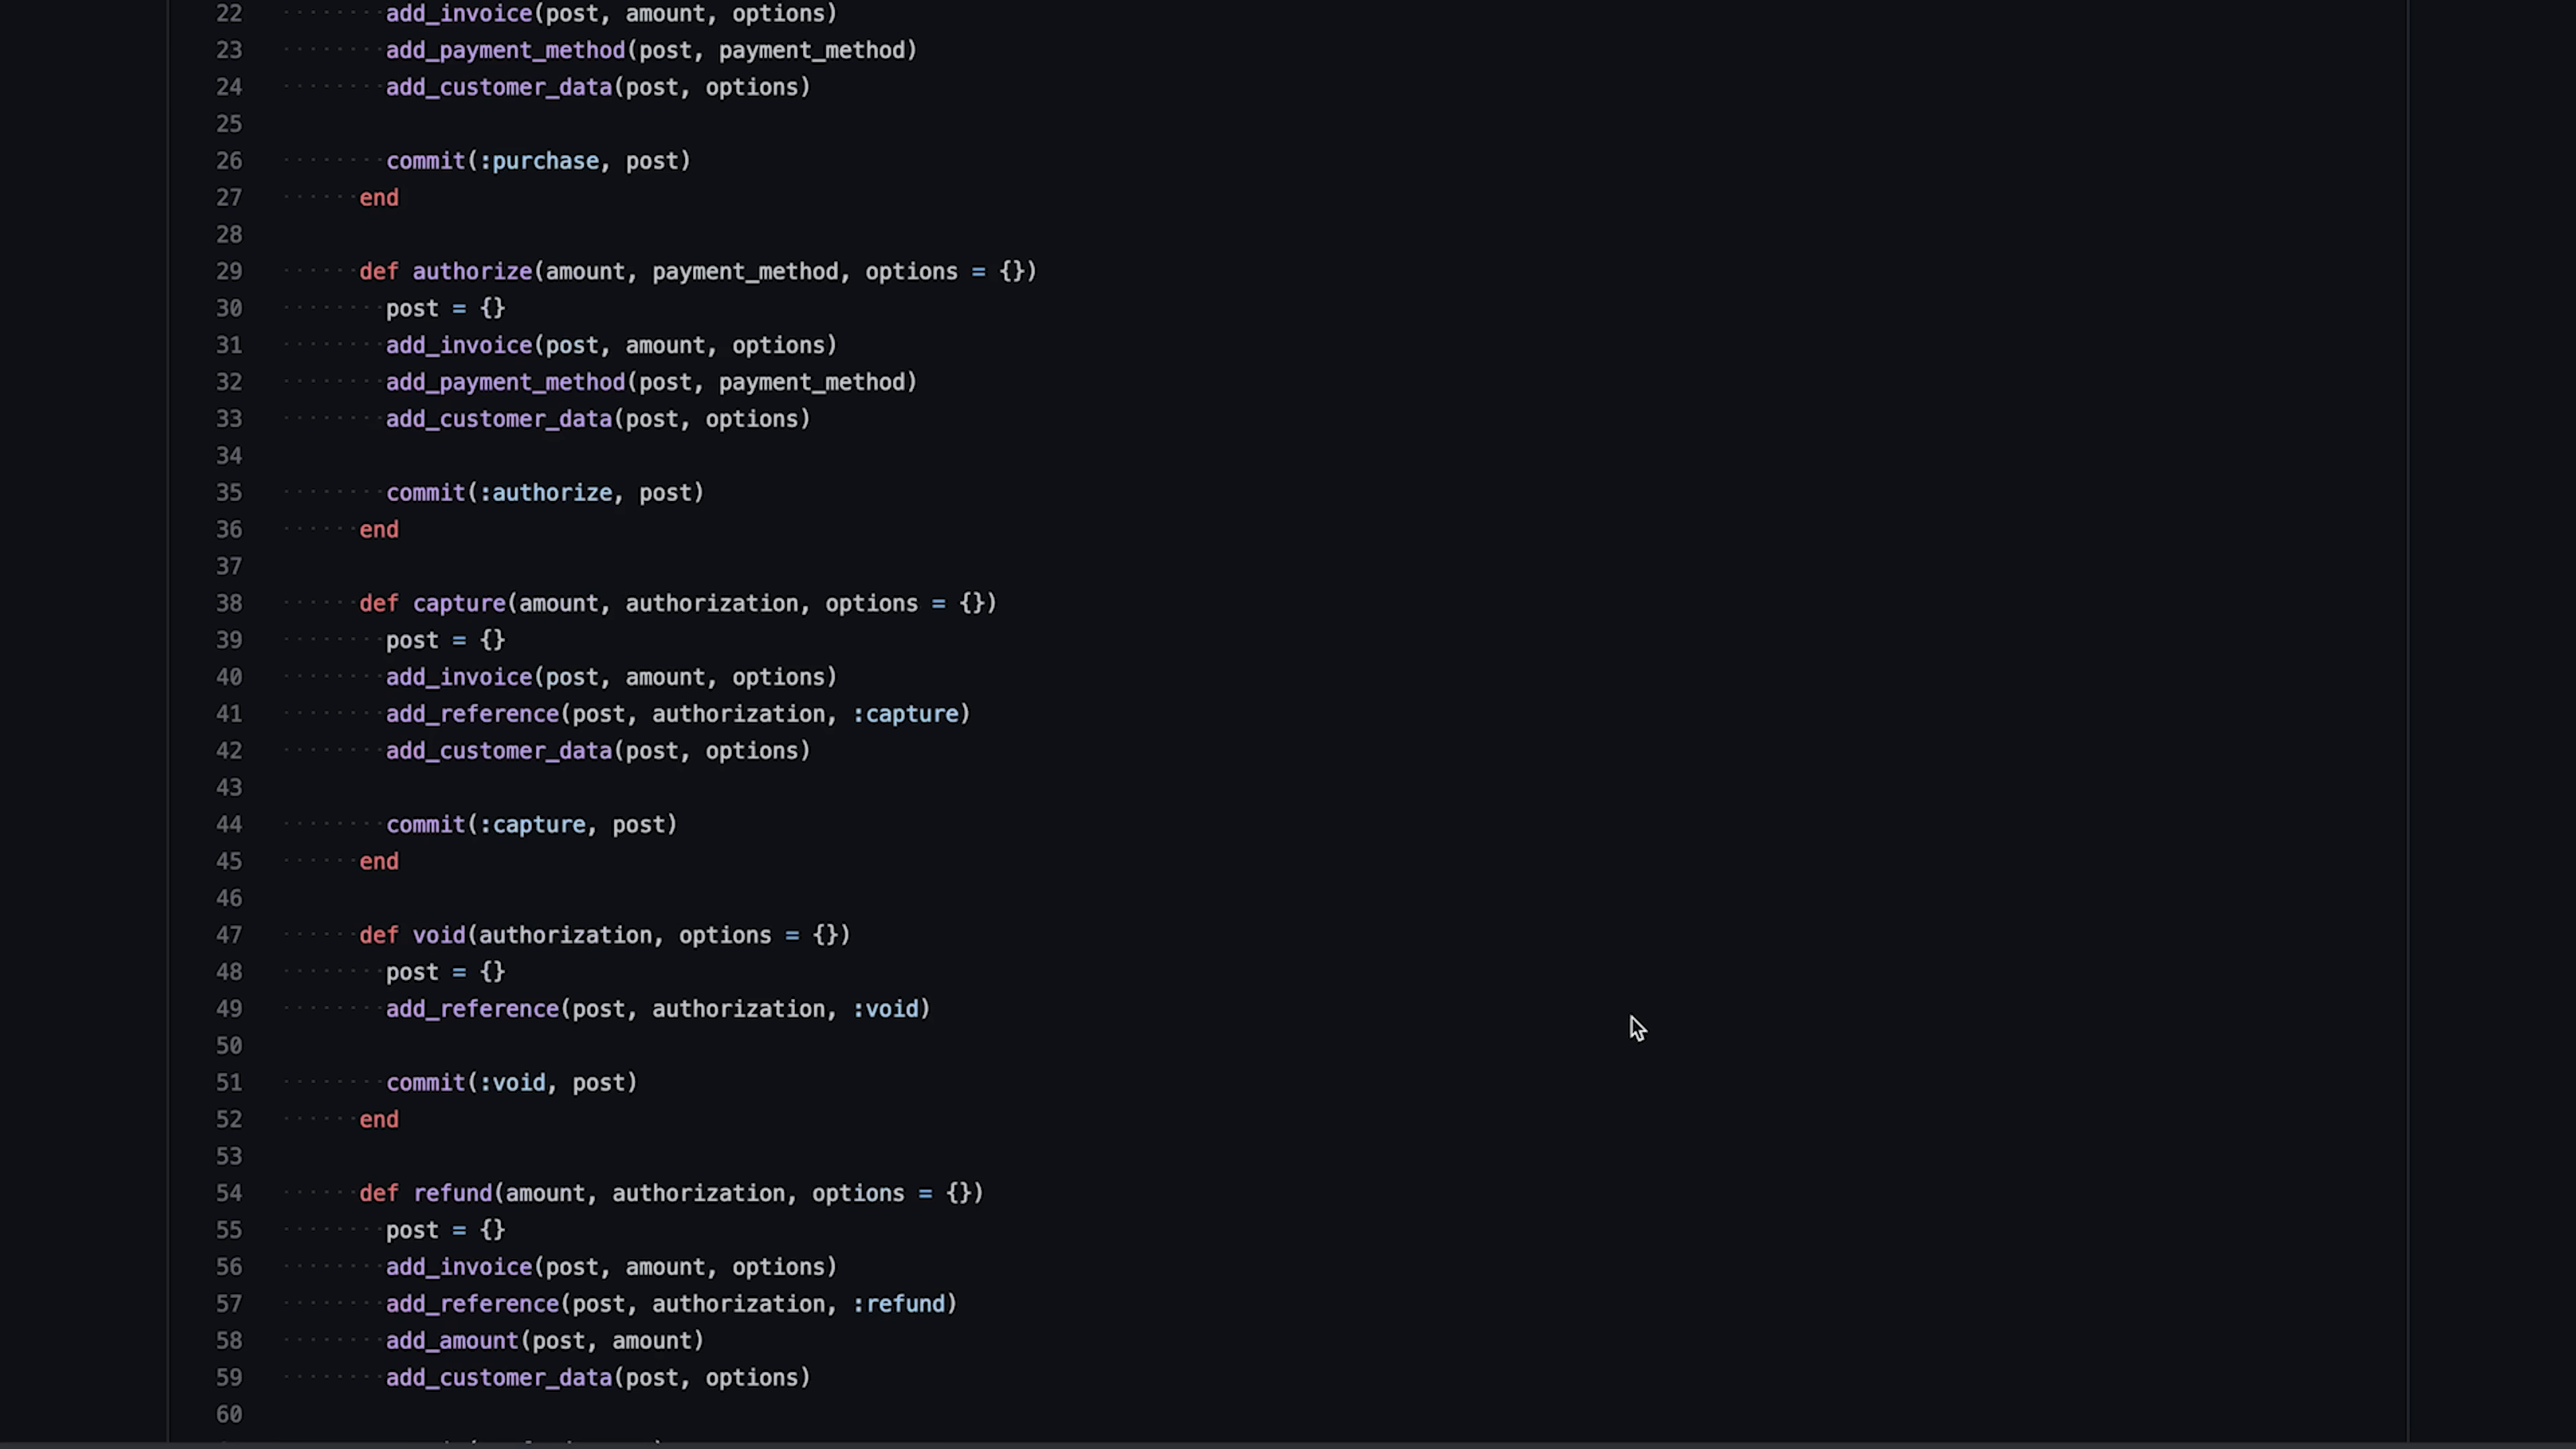 22         add_invoice(post, amount, options)
23         add_payment_method(post, payment_method)
24         add_customer_data(post, options)
25
26         commit(:purchase, post)
27       end
28
29       def authorize(amount, payment_method, options = {})
30         post = {}
31         add_invoice(post, amount, options)
32         add_payment_method(post, payment_method)
33         add_customer_data(post, options)
34
35         commit(:authorize, post)
36       end
37
38       def capture(amount, authorization, options = {})
39         post = {}
40         add_invoice(post, amount, options)
41         add_reference(post, authorization, :capture)
42         add_customer_data(post, options)
43
44         commit(:capture, post)
45       end
46
47       def void(authorization, options = {})
48         post = {}
49         add_reference(post, authorization, :void)
50
51         commit(:void, post)
52       end
53
54       def refund(amount, authorization, options = {})
55         post = {}
56         add_invoice(post, amount, options)
57         add_reference(post, authorization, :refund)
58         add_amount(post, amount)
59         add_customer_data(post, options)
60